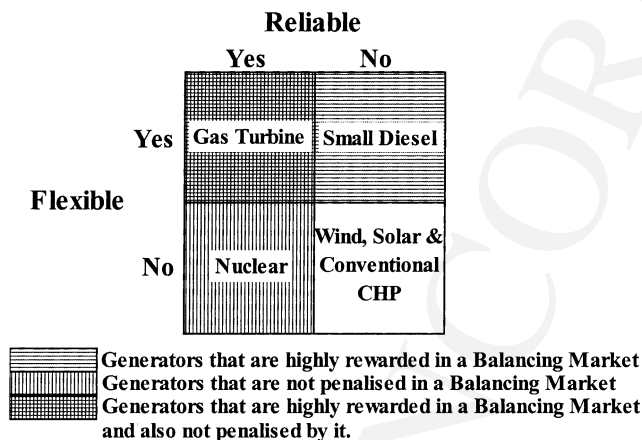 Reliable
Yes No
Yes Gas Turbine Small Diesel
Flexible
No Nuclear Wind, Solar &
Conventional
CHP
Generators that are highly rewarded in a Balancing Market
Generators that are not penalised in a Balancing Market
Generators that are highly rewarded in a Balancing Market
and also not penalised by it.